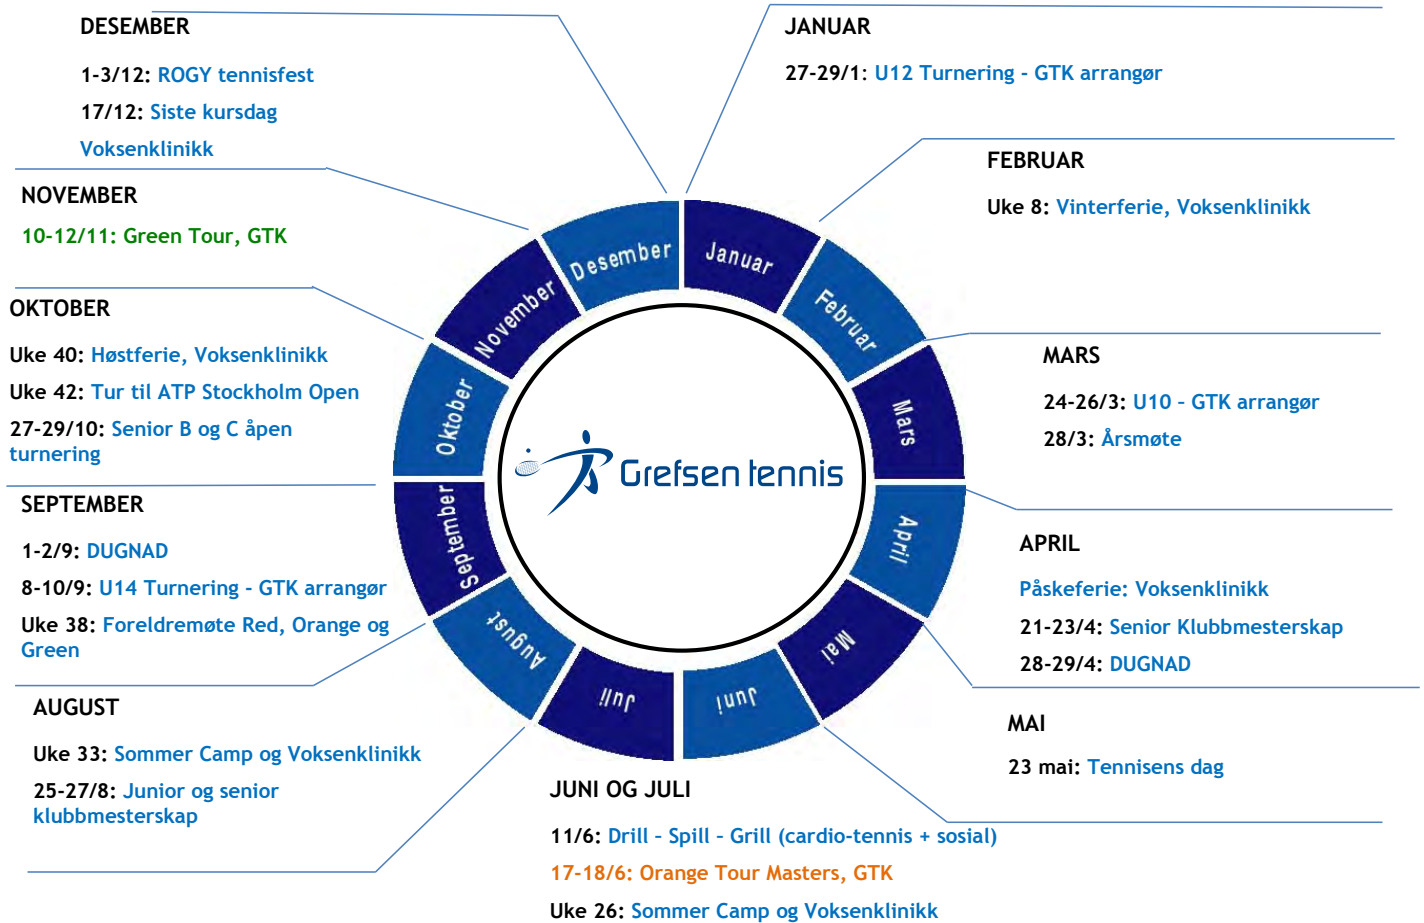 DESEMBER
1-3/12: ROGY tennisfest
17/12: Siste kursdag
Voksenklinikk
JANUAR
27-29/1: U12 Turnering - GTK arrangør
NOVEMBER
10-12/11: Green Tour, GTK
FEBRUAR
Uke 8: Vinterferie, Voksenklinikk
OKTOBER
Uke 40: Høstferie, Voksenklinikk
Uke 42: Tur til ATP Stockholm Open
27-29/10: Senior B og C åpen
turnering
MARS
24-26/3: U10 – GTK arrangør
28/3: Årsmøte
SEPTEMBER
1-2/9: DUGNAD
8-10/9: U14 Turnering - GTK arrangør
Uke 38: Foreldremøte Red, Orange og
Green
APRIL
Påskeferie: Voksenklinikk
21-23/4: Senior Klubbmesterskap
28-29/4: DUGNAD
AUGUST
Uke 33: Sommer Camp og Voksenklinikk
25-27/8: Junior og senior
klubbmesterskap
MAI
23 mai: Tennisens dag
JUNI OG JULI
11/6: Drill – Spill – Grill (cardio-tennis + sosial)
17-18/6: Orange Tour Masters, GTK
Uke 26: Sommer Camp og Voksenklinikk
Januar
Februar
Mars
April
Mai
Juni
Juli
August
September
Oktober
November
Desember
Grefsen tennis